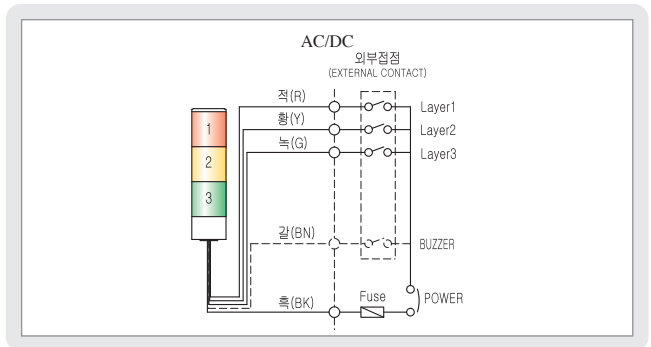 AC/DC
외부접점
(EXTERNAL CONTACT)
적(R)
Layer1
황(Y)
Layer2
녹(G)
Layer3
1
2
3
갈(BN)
BUZZER
흑(BK)
Fuse
POWER